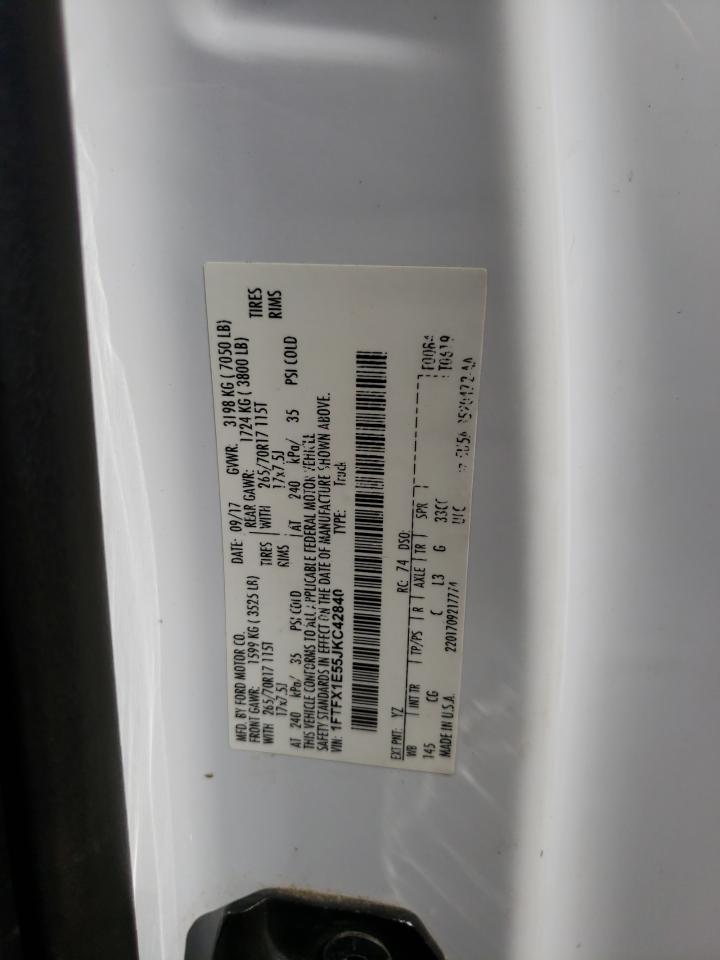 MFD. BY FORD MOTOR CO.
DATE: 09/17 GVWR: 3198 KG ( 7050 LB)
FRONT GAWR: 1599 KG ( 3525 LB) REAR GAWR: 1724 KG ( 3800 LB)
WITH 265/70R17 115T TIRES WITH 265/70R17 115T TIRES
17x7.5J RIMS 17x7.5J RIMS
AT 240 kPa/ 35 PSI COLD AT 240 kPa/ 35 PSI COLD
THIS VEHICLE CONFORMS TO ALL APPLICABLE FEDERAL MOTOR VEHICLE
SAFETY STANDARDS IN EFFECT ON THE DATE OF MANUFACTURE SHOWN ABOVE.
VIN: 1FTFX1E55JKC42840 TYPE: Truck
EXT PNT: YZ RC: 74 DSO:
WB INT TR TP/PS R AXLE TR SPR
145 CG C L3 G 33CC
MADE IN U.S.A. 2201709217774